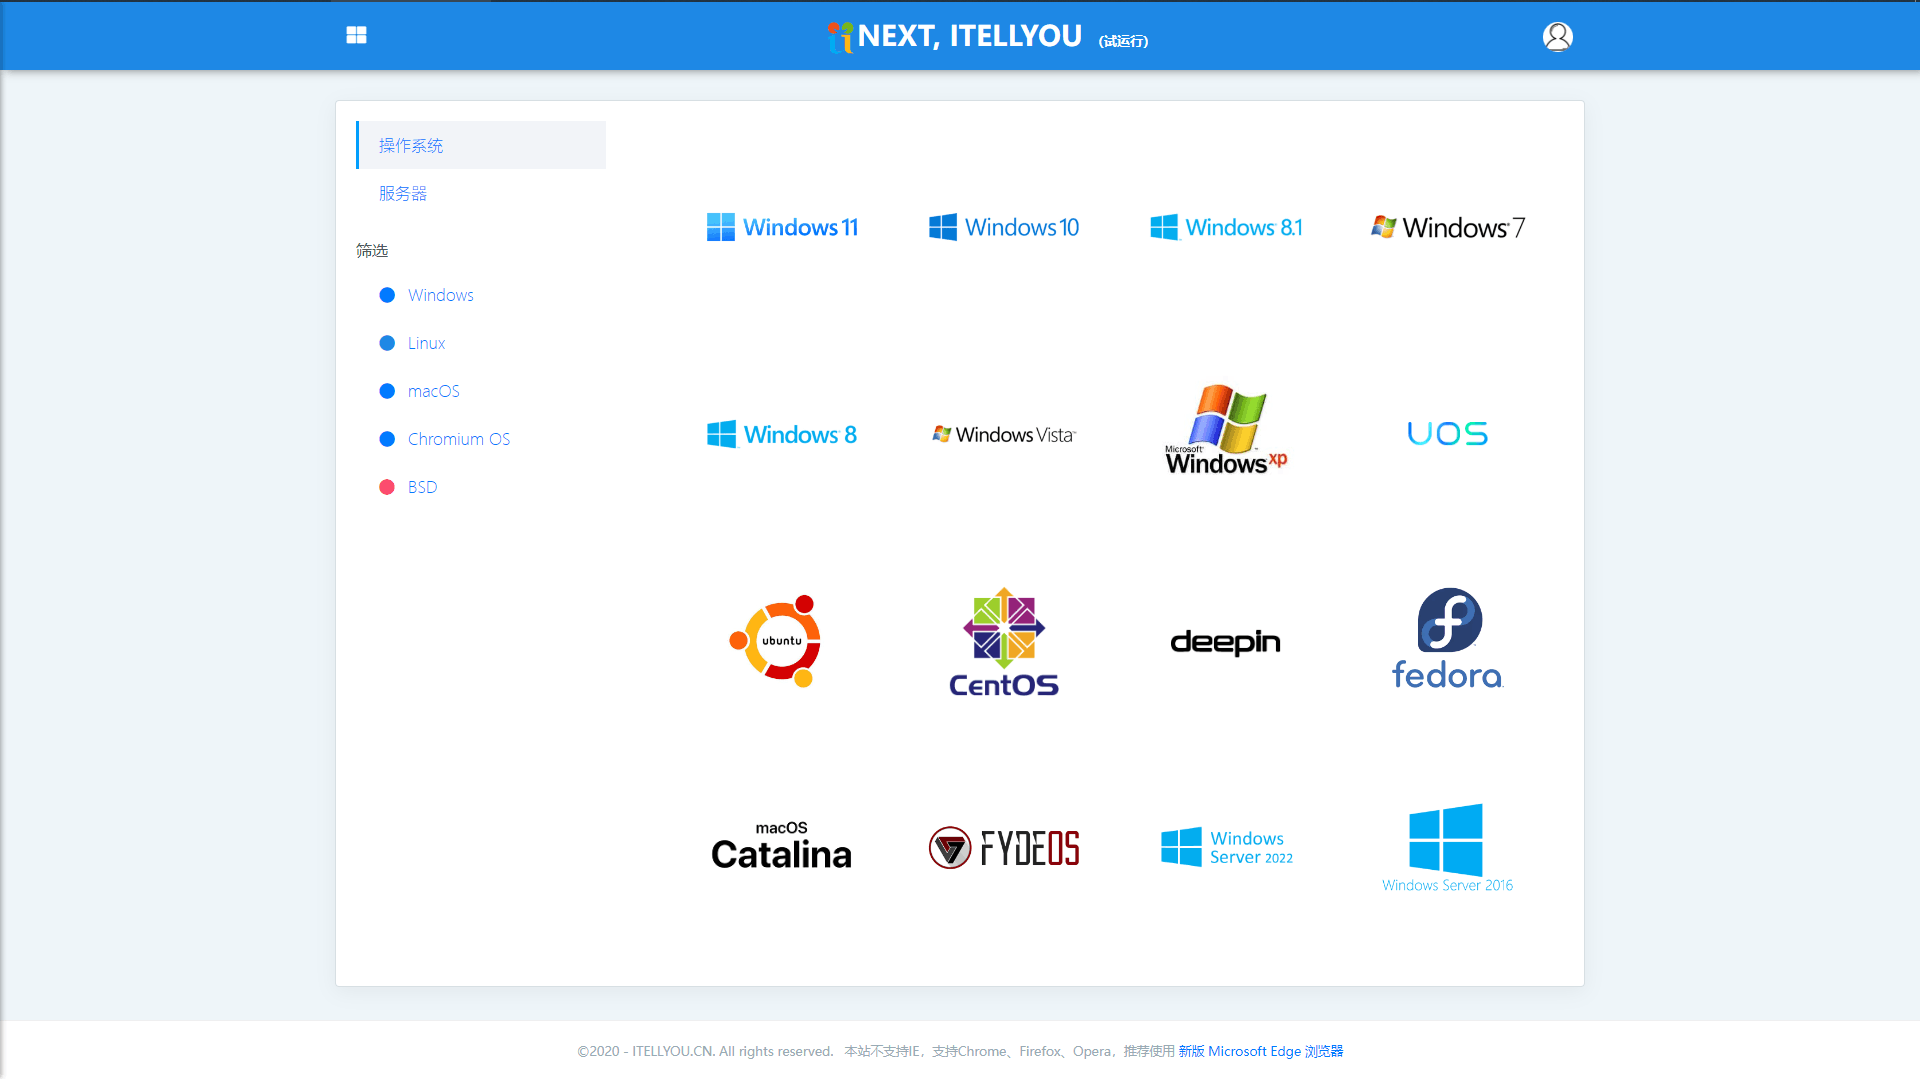 NEXT, ITELLYOU (试运行)
操作系统
服务器
筛选
Windows
Linux
macOS
Chromium OS
BSD
Windows 11
Windows 10
Windows 8.1
Windows 7
Windows 8
Windows Vista™
Microsoft
Windows xp
UOS
ubuntu
CentOS
deepin
fedora
macOS
Catalina
FYDEOS
Windows
Server 2022
Windows Server 2016
©2020 - ITELLYOU.CN. All rights reserved. 本站不支持IE，支持Chrome、Firefox、Opera，推荐使用 新版 Microsoft Edge 浏览器